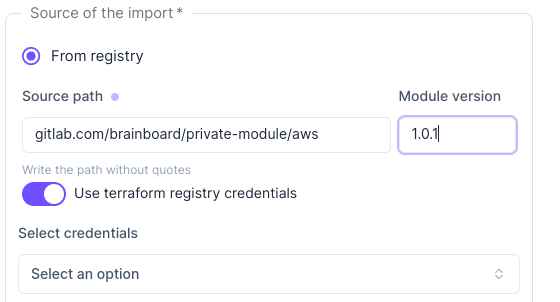 Source of the import *
From registry
Source path
Module version
gitlab.com/brainboard/private-module/aws
1.0.1
Write the path without quotes
Use terraform registry credentials
Select credentials
Select an option